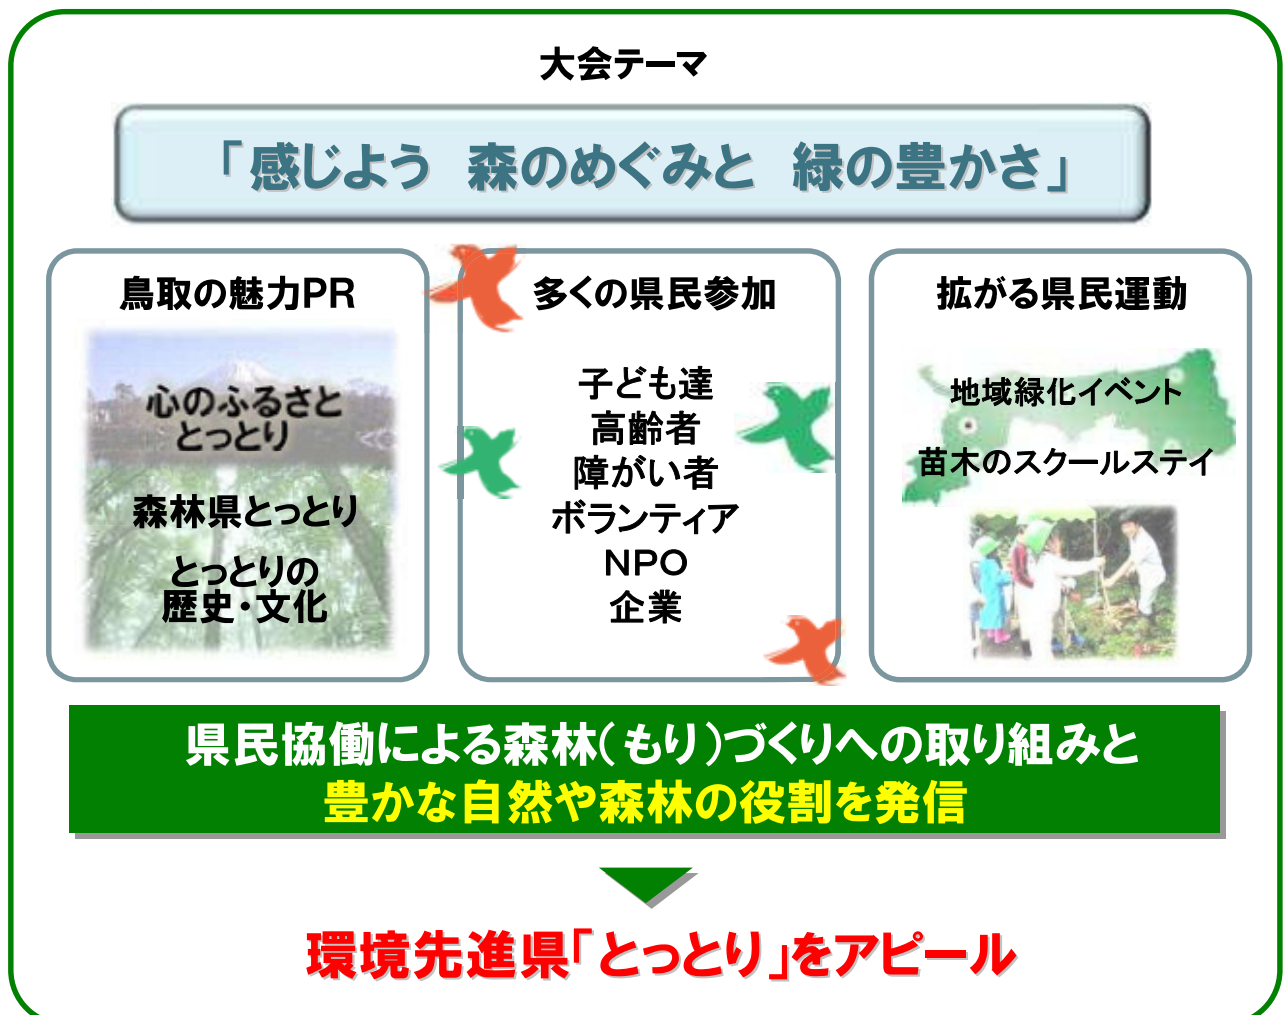 大会テーマ
「感じよう　森のめぐみと　緑の豊かさ」
鳥取の魅力PR
心のふるさと
とっとり
森林県とっとり
とっとりの
歴史・文化
多くの県民参加
子ども達
高齢者
障がい者
ボランティア
NPO
企業
拡がる県民運動
地域緑化イベント
苗木のスクールステイ
県民協働による森林（もり）づくりへの取り組みと
豊かな自然や森林の役割を発信
環境先進県「とっとり」をアピール